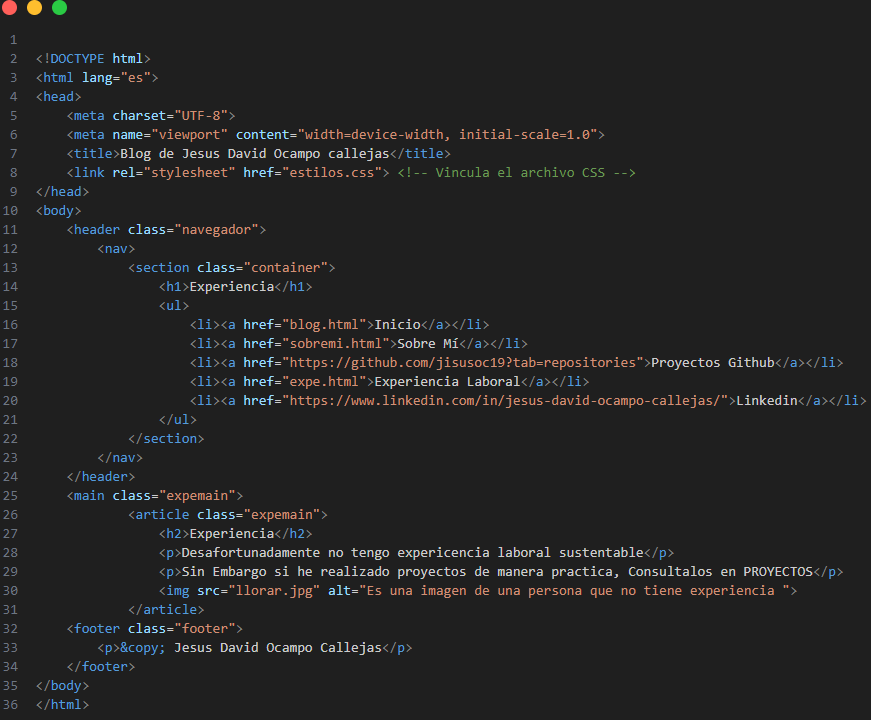 1
2 <!DOCTYPE html>
3 <html lang="es">
4 <head>
5     <meta charset="UTF-8">
6     <meta name="viewport" content="width=device-width, initial-scale=1.0">
7     <title>Blog de Jesus David Ocampo callejas</title>
8     <link rel="stylesheet" href="estilos.css"> <!-- Vincula el archivo CSS -->
9 </head>
10 <body>
11     <header class="navegador">
12         <nav>
13             <section class="container">
14                 <h1>Experiencia</h1>
15                 <ul>
16                     <li><a href="blog.html">Inicio</a></li>
17                     <li><a href="sobremi.html">Sobre Mí</a></li>
18                     <li><a href="https://github.com/jisusoc19?tab=repositories">Proyectos Github</a></li>
19                     <li><a href="expe.html">Experiencia Laboral</a></li>
20                     <li><a href="https://www.linkedin.com/in/jesus-david-ocampo-callejas/">Linkedin</a></li>
21                 </ul>
22             </section>
23         </nav>
24     </header>
25     <main class="expemain">
26             <article class="expemain">
27                 <h2>Experiencia</h2>
28                 <p>Desafortunadamente no tengo expericencia laboral sustentable</p>
29                 <p>Sin Embargo si he realizado proyectos de manera practica, Consultalos en PROYECTOS</p>
30                 <img src="llorar.jpg" alt="Es una imagen de una persona que no tiene experiencia ">
31             </article>
32     <footer class="footer">
33         <p>&copy; Jesus David Ocampo Callejas</p>
34     </footer>
35 </body>
36 </html>